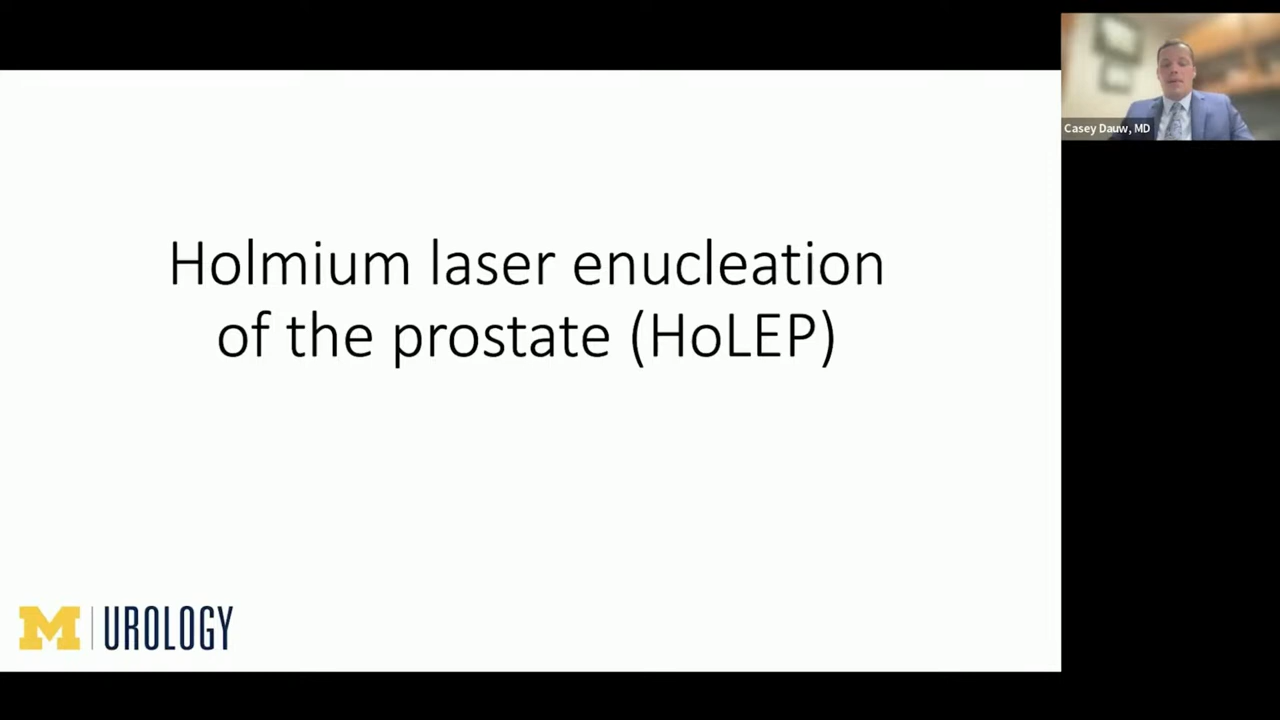 Holmium laser enucleation
of the prostate (HoLEP)
M | UROLOGY
Casey Dauw, MD